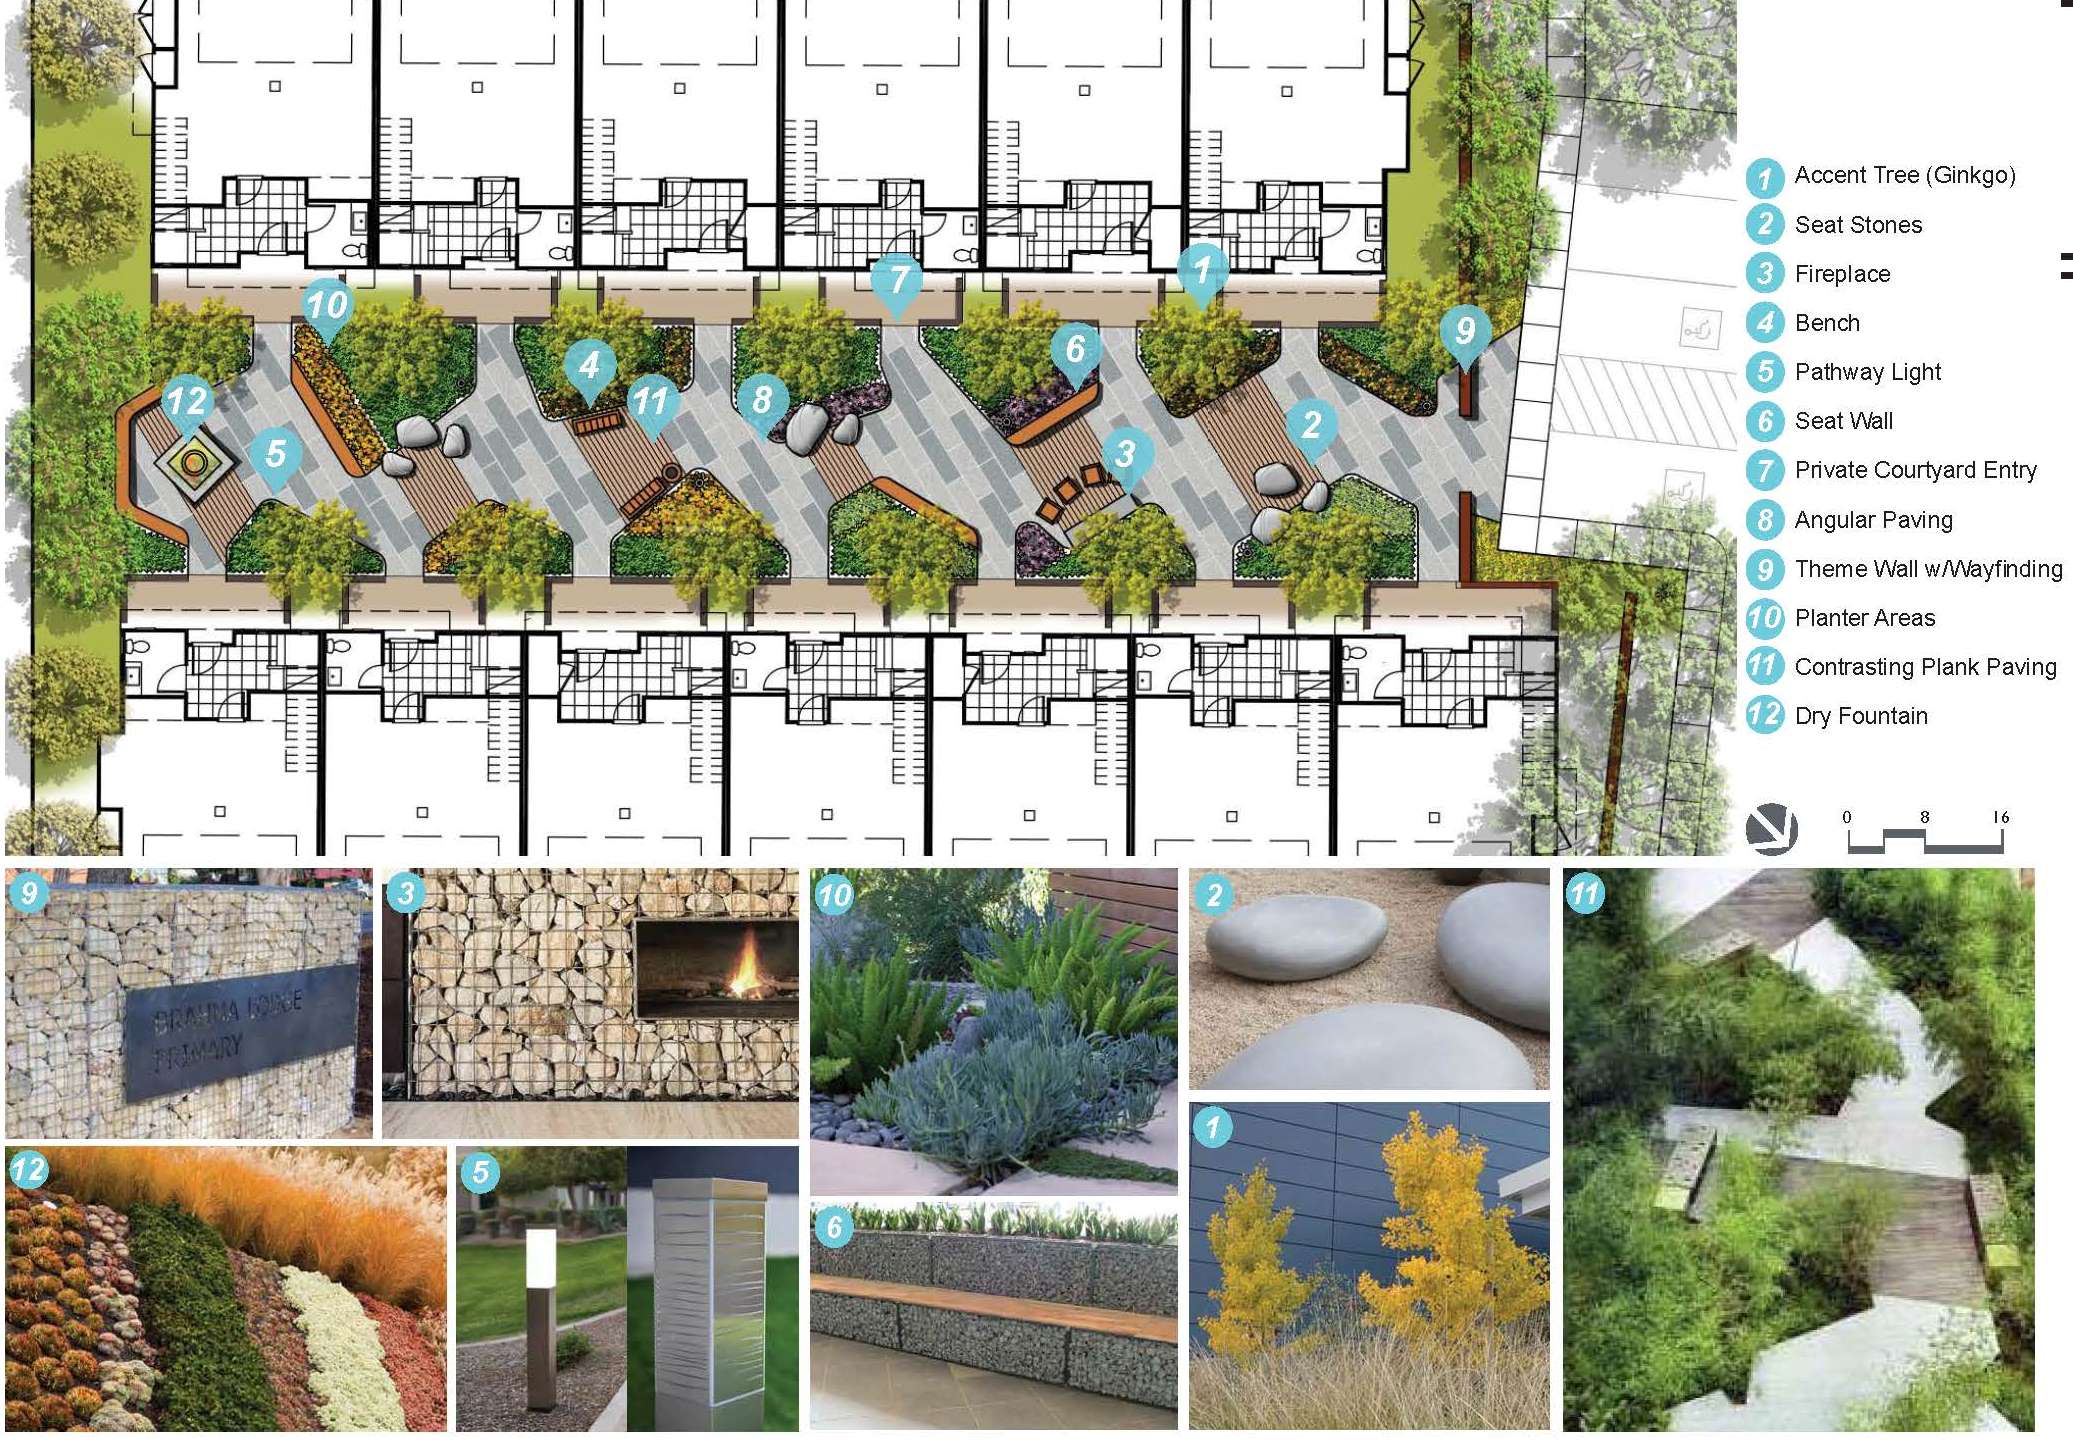 10
7
1
9
4
11
8
6
12
5
3
2
1 Accent Tree (Ginkgo)
2 Seat Stones
3 Fireplace
4 Bench
5 Pathway Light
6 Seat Wall
7 Private Courtyard Entry
8 Angular Paving
9 Theme Wall w/Wayfinding
10 Planter Areas
11 Contrasting Plank Paving
12 Dry Fountain
0 8 16
9
BRAHMA LODGE
PRIMARY
3
10
2
11
1
12
5
6